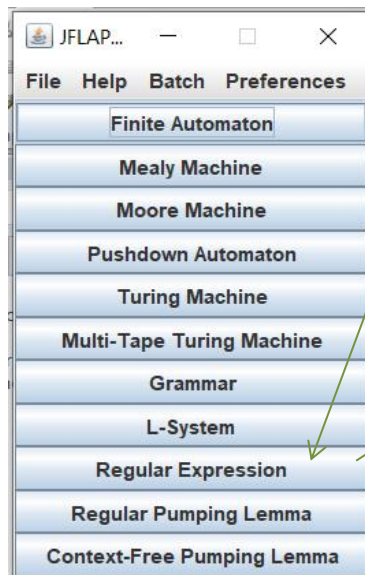 JFLAP...
File Help Batch Preferences
Finite Automaton
Mealy Machine
Moore Machine
Pushdown Automaton
Turing Machine
Multi-Tape Turing Machine
Grammar
L-System
Regular Expression
Regular Pumping Lemma
Context-Free Pumping Lemma